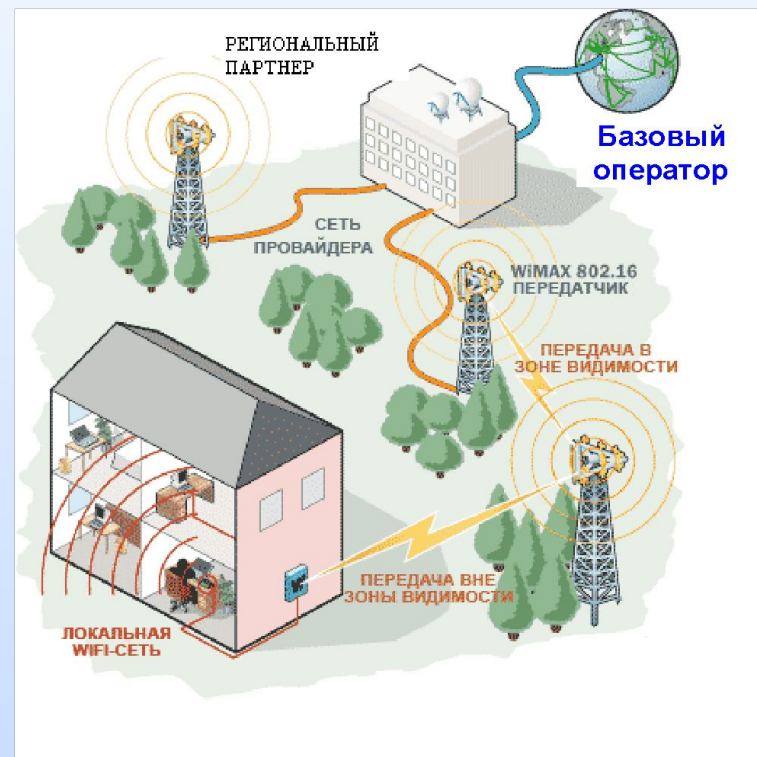 РЕГИОНАЛЬНЫЙ
ПАРТНЕР
Базовый
оператор
СЕТЬ
ПРОВАЙДЕРА
WiMAX 802.16
ПЕРЕДАТЧИК
ПЕРЕДАЧА В
ЗОНЕ ВИДИМОСТИ
ПЕРЕДАЧА ВНЕ
ЗОНЫ ВИДИМОСТИ
ЛОКАЛЬНАЯ
WIFI-СЕТЬ